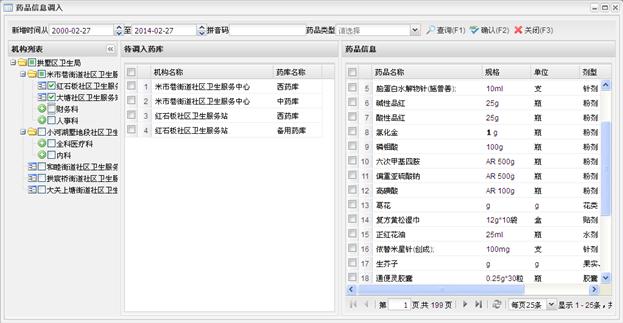 药品信息调入
新增时间从 2000-02-27 至 2014-02-27 拼音码 药品类型 请选择 查询(F1) 确认(F2) 关闭(F3)
机构列表
拱墅区卫生局
米市巷街道社区卫生服
红石板社区卫生服务
大塘社区卫生服务站
财务科
人事科
小河湖墅地段社区卫生
全科医疗科
内科
和睦街道社区卫生服务
拱宸桥街道社区卫生服
大关上塘街道社区卫生
待调入药库
机构名称 药库名称
1 米市巷街道社区卫生服务中心 西药库
2 米市巷街道社区卫生服务中心 中药库
3 红石板社区卫生服务站 西药库
4 红石板社区卫生服务站 备用药库
药品信息
药品名称 规格 单位 剂型
5 脑蛋白水解物针(施普善); 10ml 支 针剂
6 碱性品红 25g 瓶 粉剂
7 酸性品红 25g 瓶 粉剂
8 氯化金 1 g 瓶 粉剂
9 磷钼酸 100g 瓶 粉剂
10 六次甲基四胺 AR 500g 瓶 粉剂
11 偏重亚硫酸钠 AR 500g 瓶 粉剂
12 高碘酸 AR 100g 瓶 粉剂
13 葛花 g g 花类
14 复方黄松湿巾 12g*10袋 盒 贴剂
15 正红花油 25ml 瓶 水剂
16 依替米星针(创成); 100mg 支 针剂
17 生芥子 g g 果实、
18 通便灵胶囊 0.25g*30粒 瓶 胶囊
第 1 页,共 199 页 每页25条 显示 1 - 25条，共